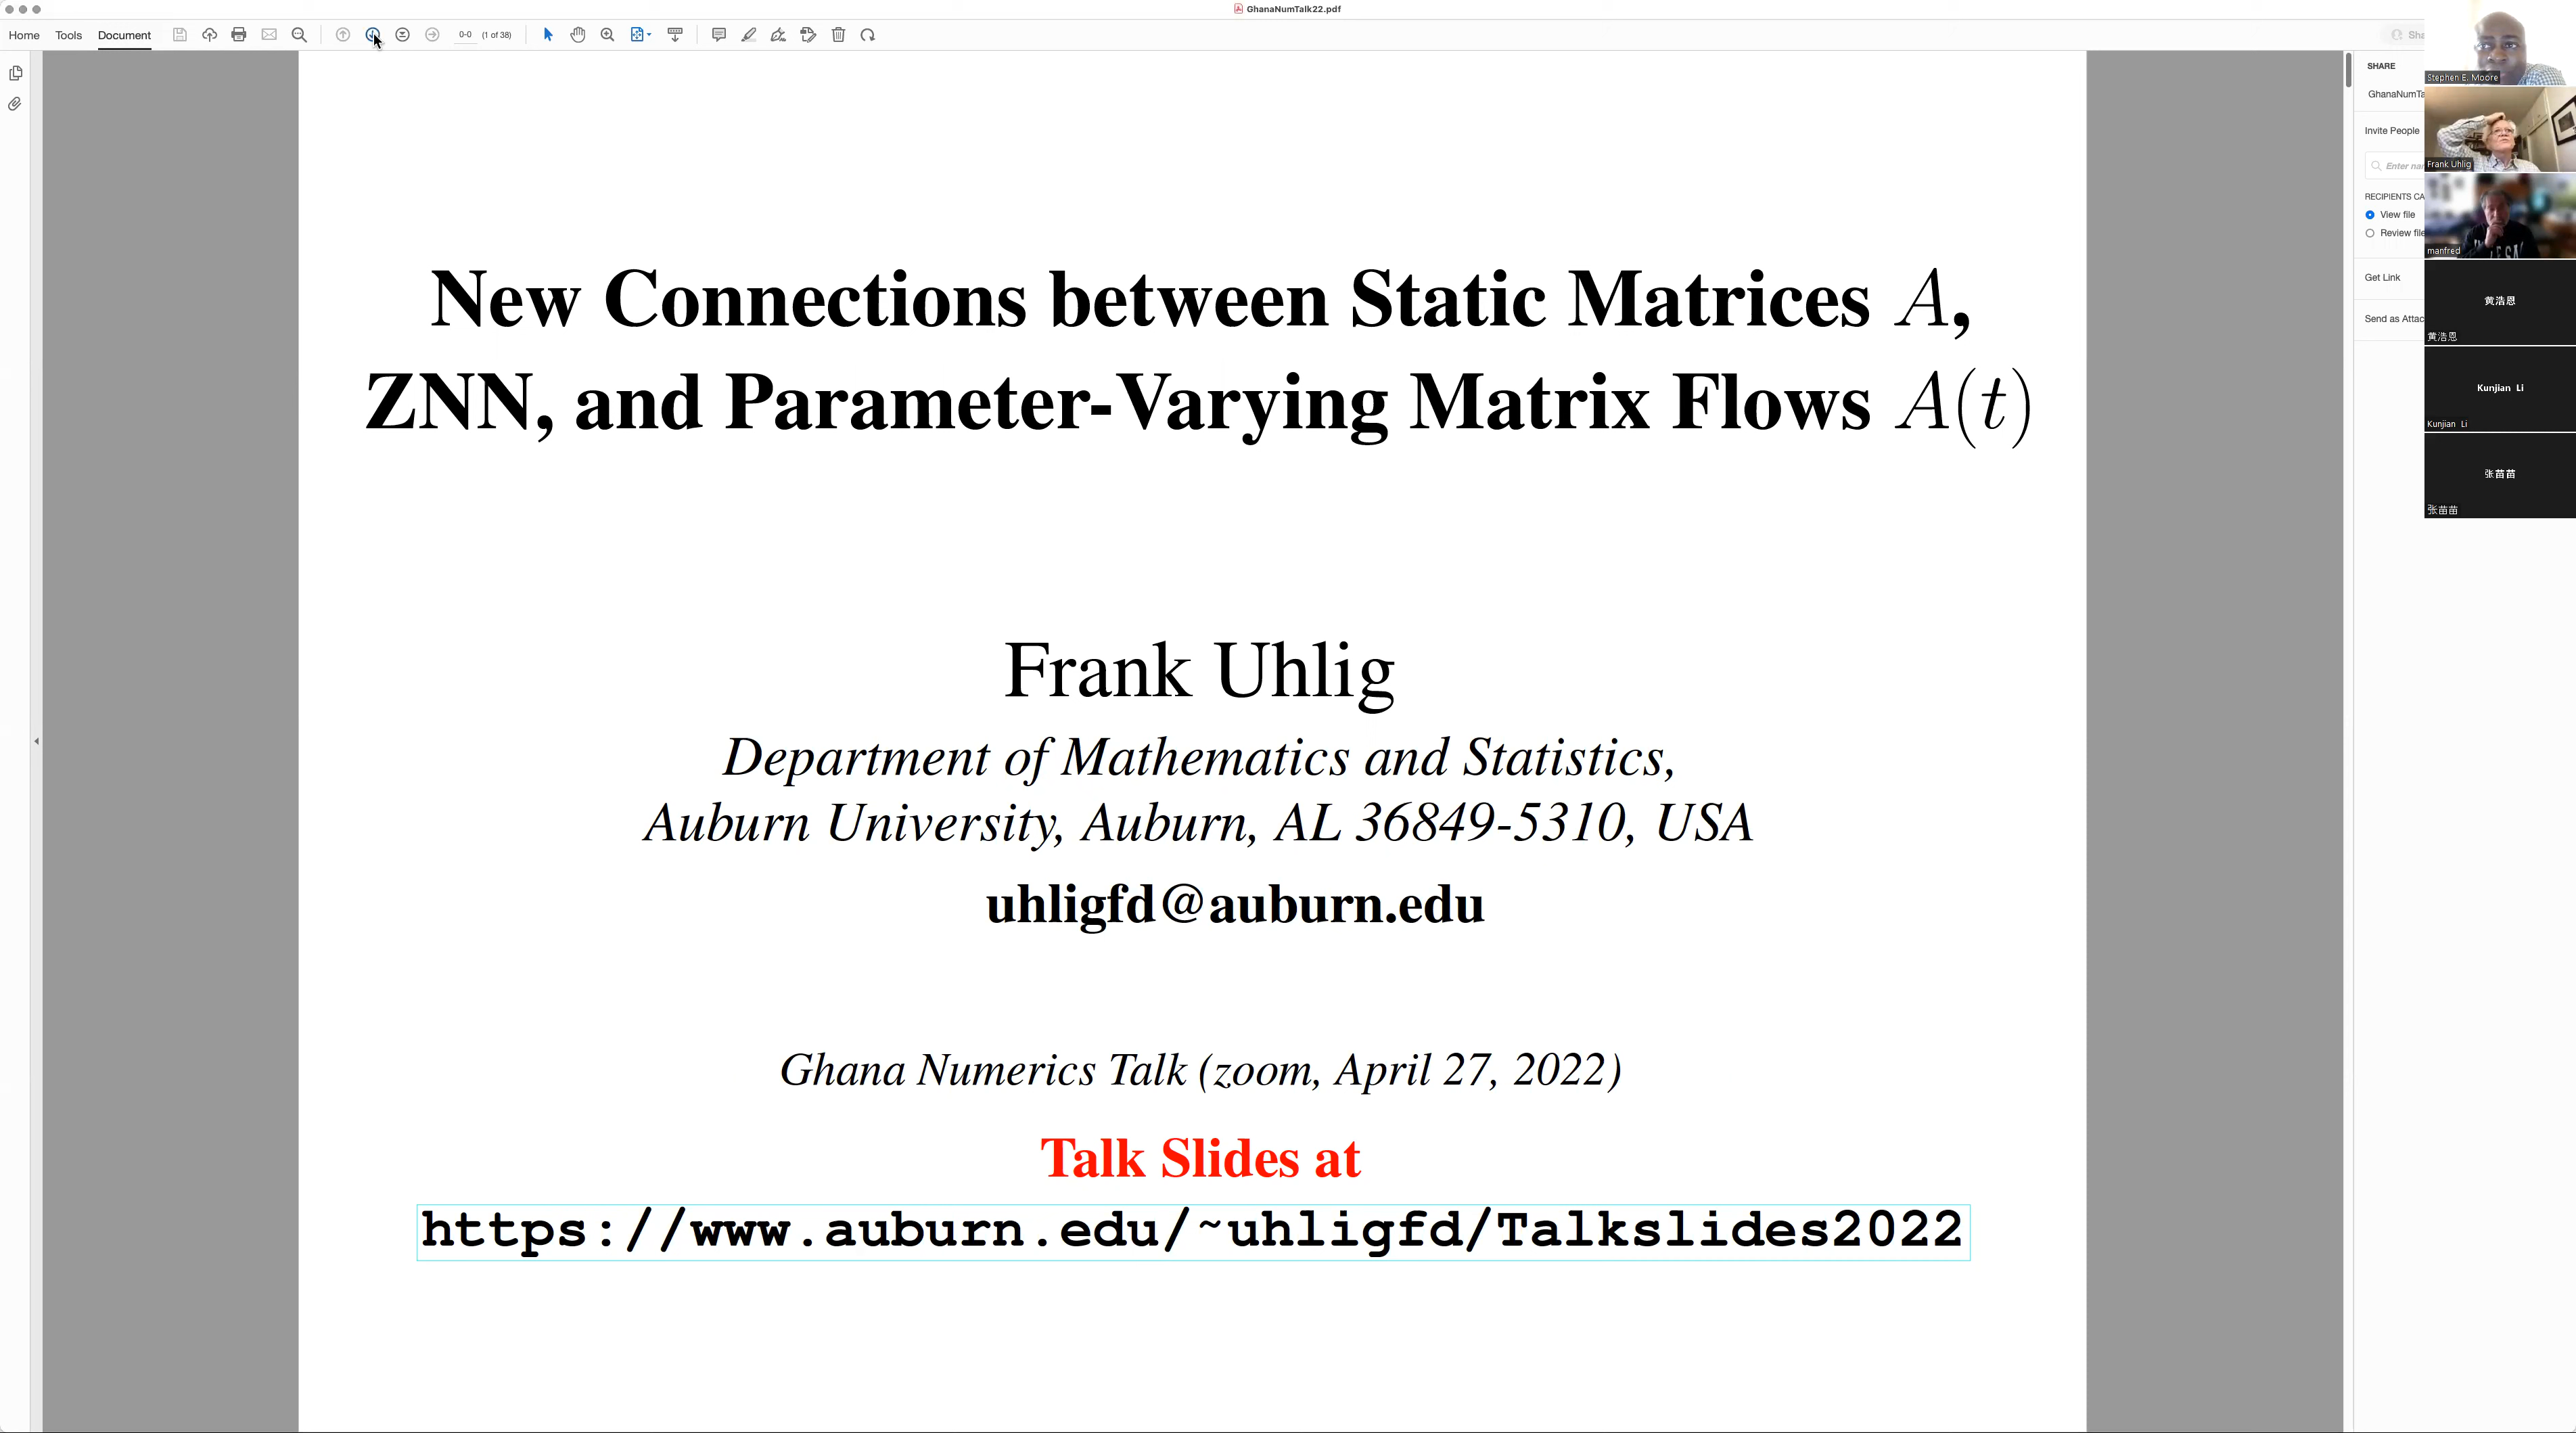 GhanaNumTalk22.pdf
Home Tools Document 0-0 (1 of 38)
New Connections between Static Matrices A,
ZNN, and Parameter-Varying Matrix Flows A(t)
Frank Uhlig
Department of Mathematics and Statistics,
Auburn University, Auburn, AL 36849-5310, USA
uhligfd@auburn.edu
Ghana Numerics Talk (zoom, April 27, 2022)
Talk Slides at
https://www.auburn.edu/~uhligfd/Talkslides2022
SHARE
Invite People
View file
Get Link
Stephen E. Moore
Frank Uhlig
manfred
黄浩恩
黄浩恩
Kunjian Li
Kunjian Li
张苗苗
张苗苗